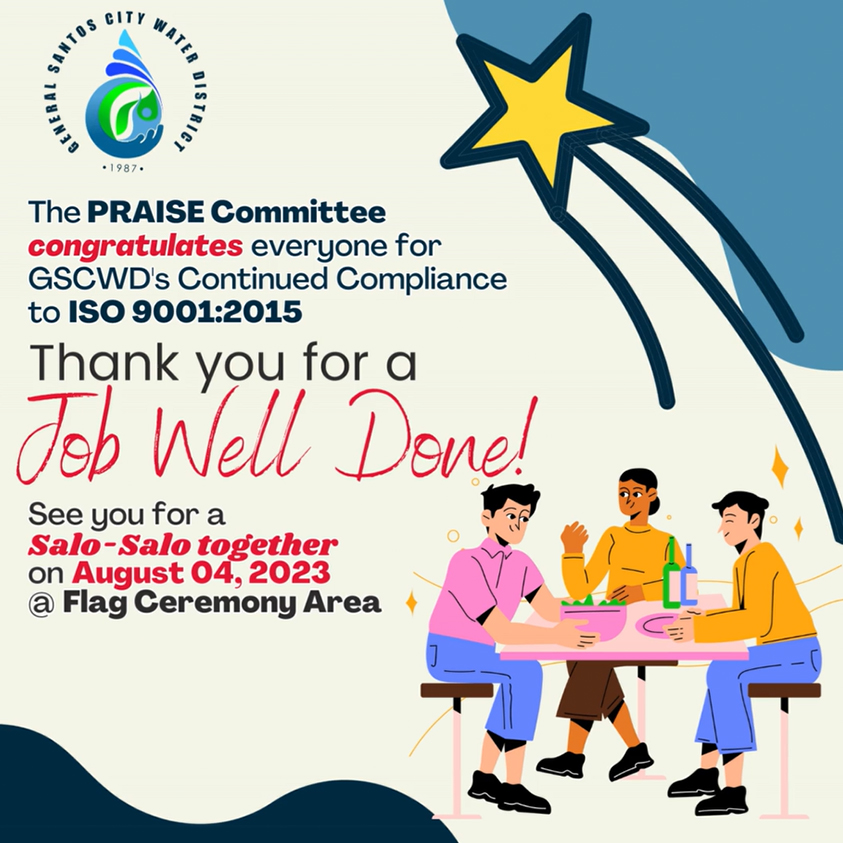 GENERAL SANTOS CITY WATER DISTRICT
•1987•
The PRAISE Committee
congratulates everyone for
GSCWD's Continued Compliance
to ISO 9001:2015
Thank you for a
Job Well Done!
See you for a
Salo-Salo together
on August 04, 2023
@ Flag Ceremony Area